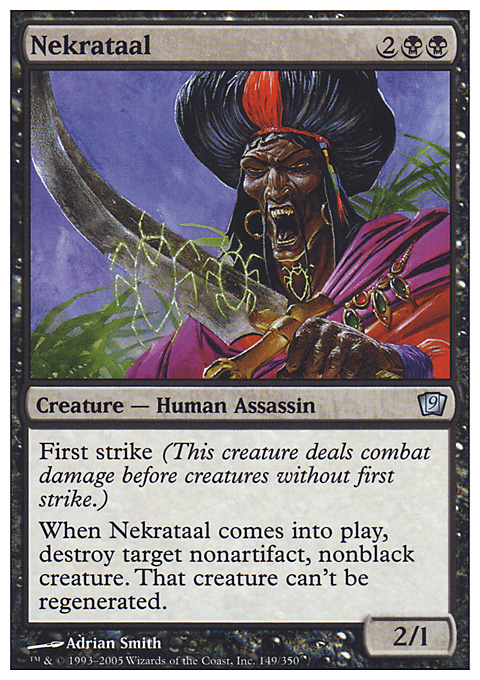 Nekrataal 2
Creature — Human Assassin 9
First strike (This creature deals combat
damage before creatures without first
strike.)
When Nekrataal comes into play,
destroy target nonartifact, nonblack
creature. That creature can't be
regenerated.
2/1
Adrian Smith
™ & © 1993–2005 Wizards of the Coast, Inc. 149/350